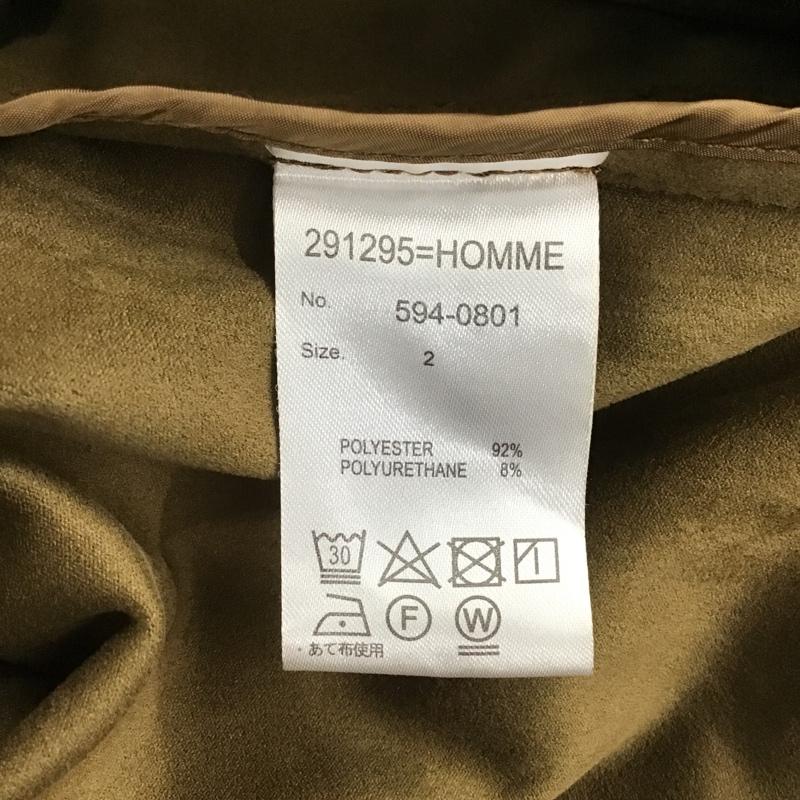 291295=HOMME
No. 594-0801
Size. 2
POLYESTER 92%
POLYURETHANE 8%
30
F W
・あて布使用